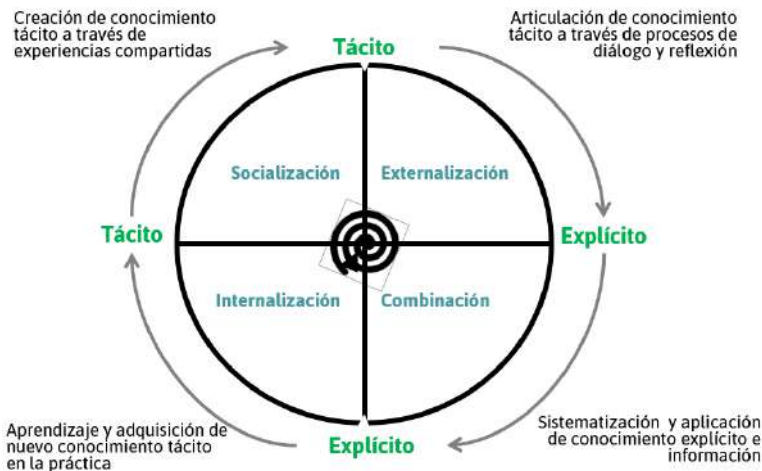 Creación de conocimiento
tácito a través de
experiencias compartidas
Tácito
Articulación de conocimiento
tácito a través de procesos de
diálogo y reflexión
Socialización
Externalización
Tácito
Explícito
Internalización
Combinación
Aprendizaje y adquisición de
nuevo conocimiento tácito
en la práctica
Explícito
Sistematización y aplicación
de conocimiento explícito e
información